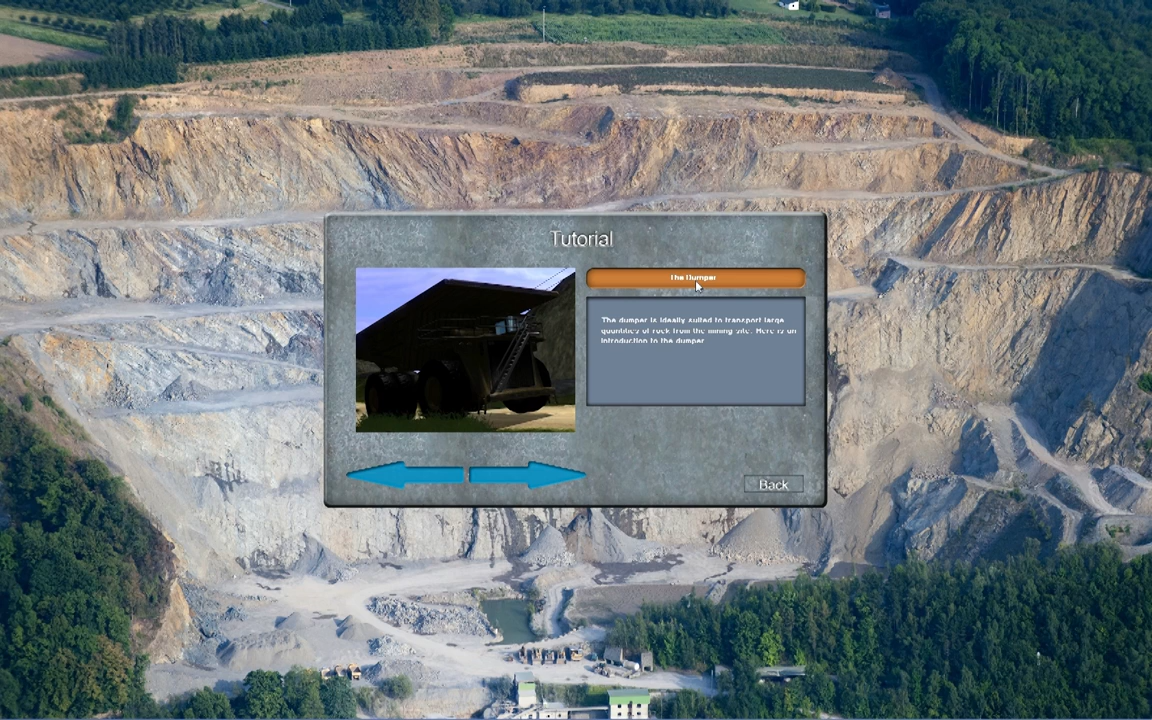 Tutorial
The Dumper
The dumper is ideally suited to transport large
quantities of rock from the mining site. Here is an
introduction to the dumper
Back